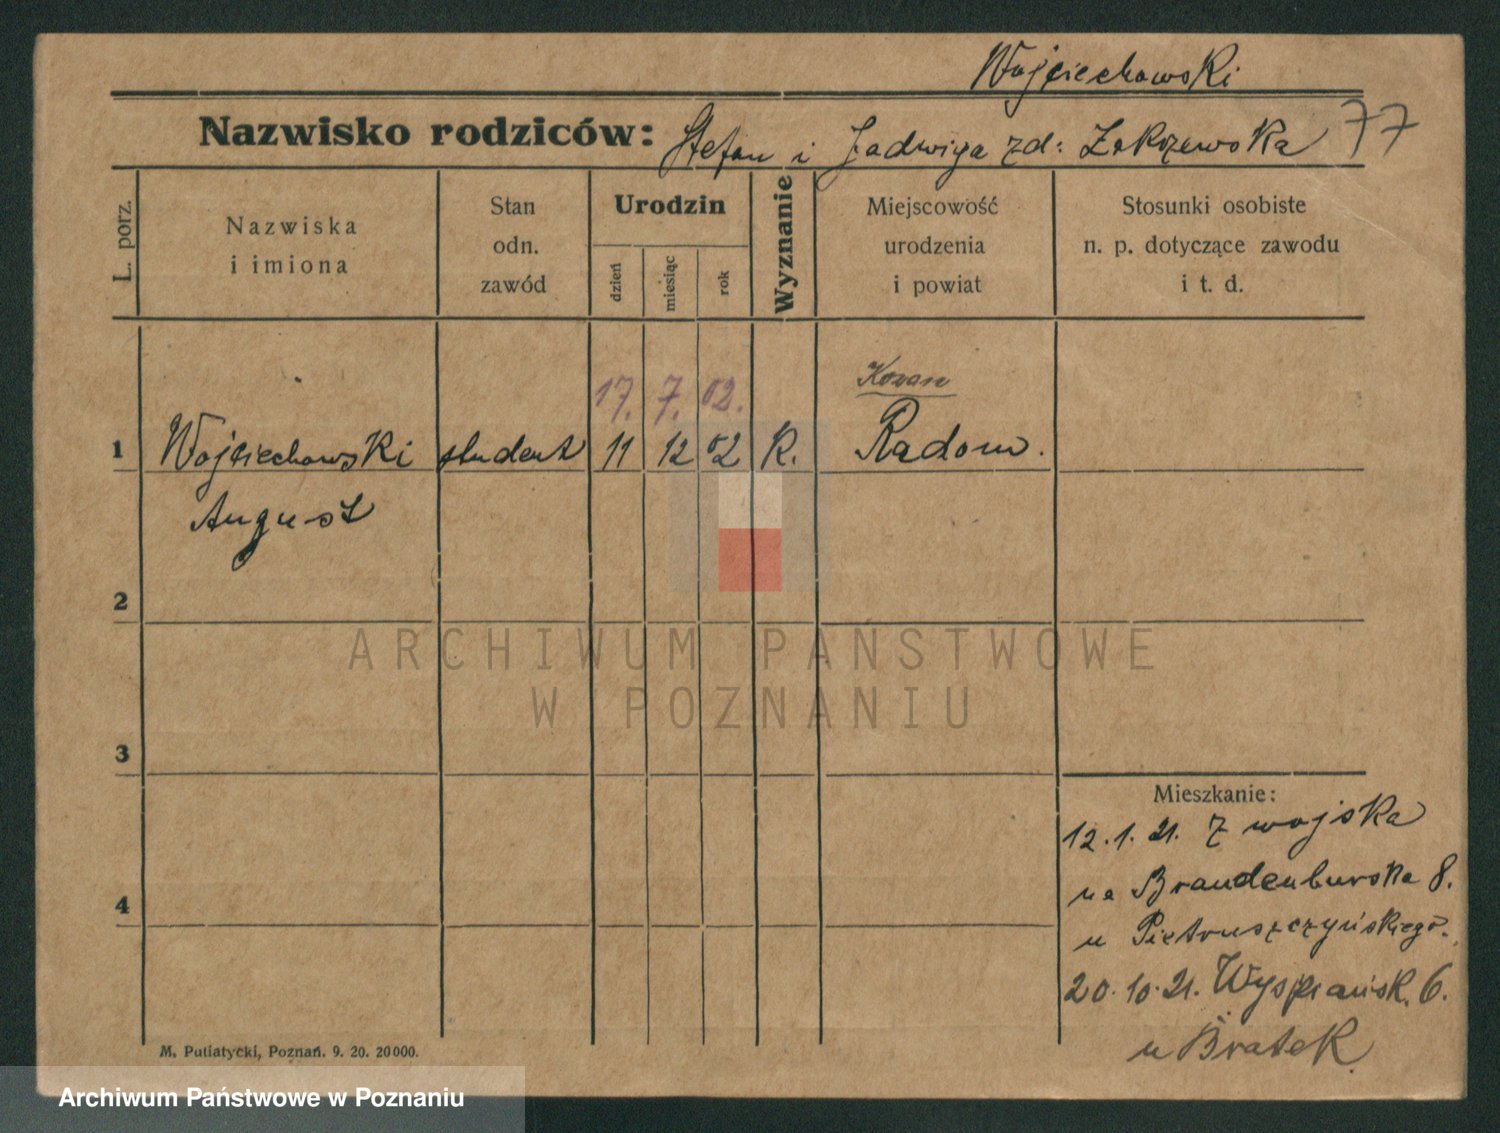 Wojciechowski
Nazwisko rodziców: Stefan i Jadwiga zd: Zakrzewska 77
L. porz.
Nazwiska
i imiona
Stan
odn.
zawód
Urodzin
dzień
miesiąc
rok
Wyznanie
Miejscowość
urodzenia
i powiat
Stosunki osobiste
n. p. dotyczące zawodu
i t. d.
17. 7. 02.
1 Wojciechowski student 11 12 02 R. Radom.
August
2
ARCHIWUM PAŃSTWOWE
W POZNANIU
3
Mieszkanie:
12.1.21. Z wojska
na Brandenburska 8.
u Pietruszczyńskiego.
4
20.10.21. Wyspiańsk. 6.
u Bratek.
M. Putiatycki, Poznań. 9. 20. 20000.
Archiwum Państwowe w Poznaniu